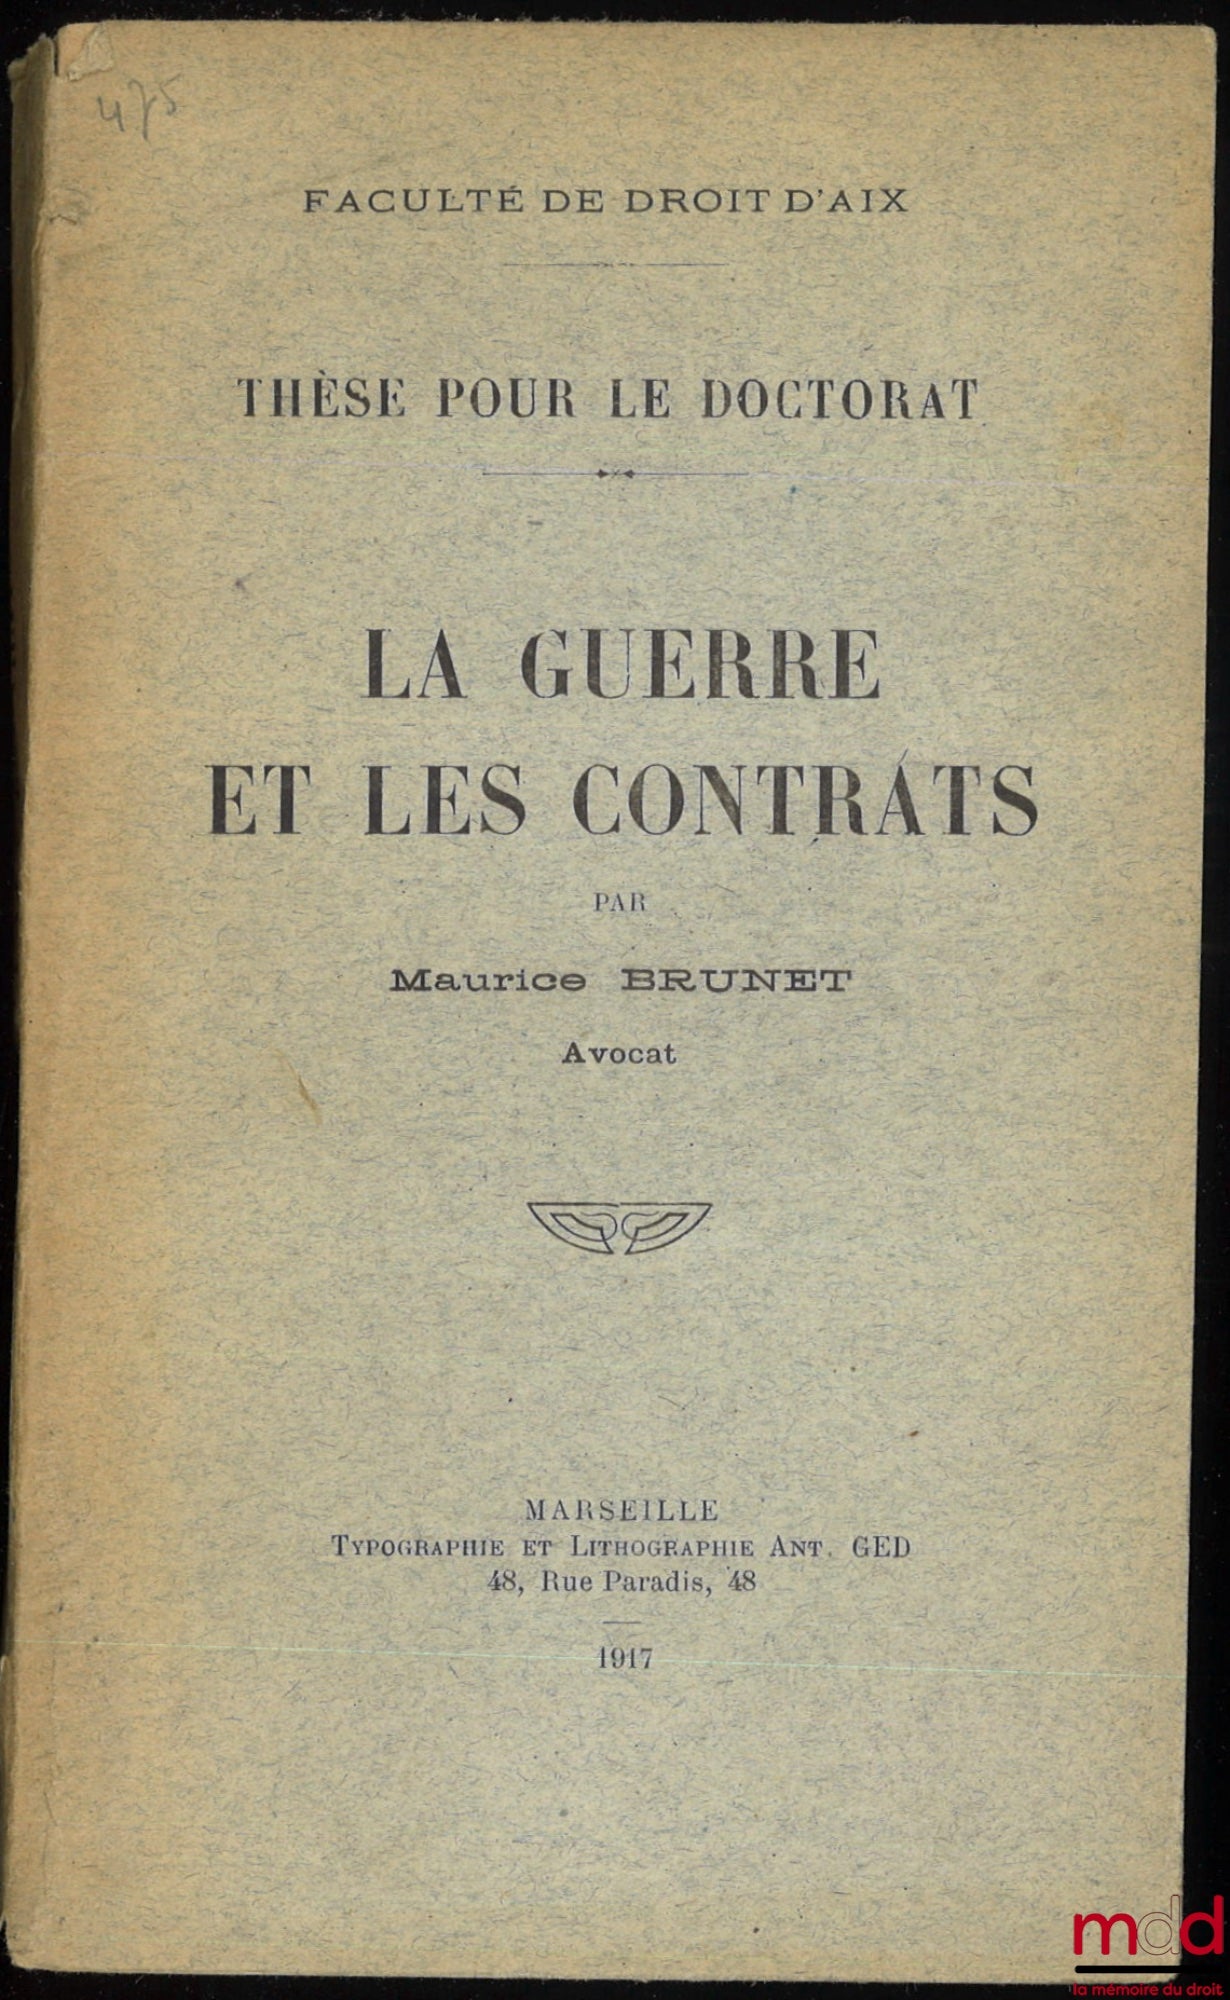 475
FACULTÉ DE DROIT D'AIX
THÈSE POUR LE DOCTORAT
LA GUERRE
ET LES CONTRATS
PAR
Maurice BRUNET
Avocat
MARSEILLE
TYPOGRAPHIE ET LITHOGRAPHIE ANT. GED
48, Rue Paradis, 48
1917
mdd
la mémoire du droit